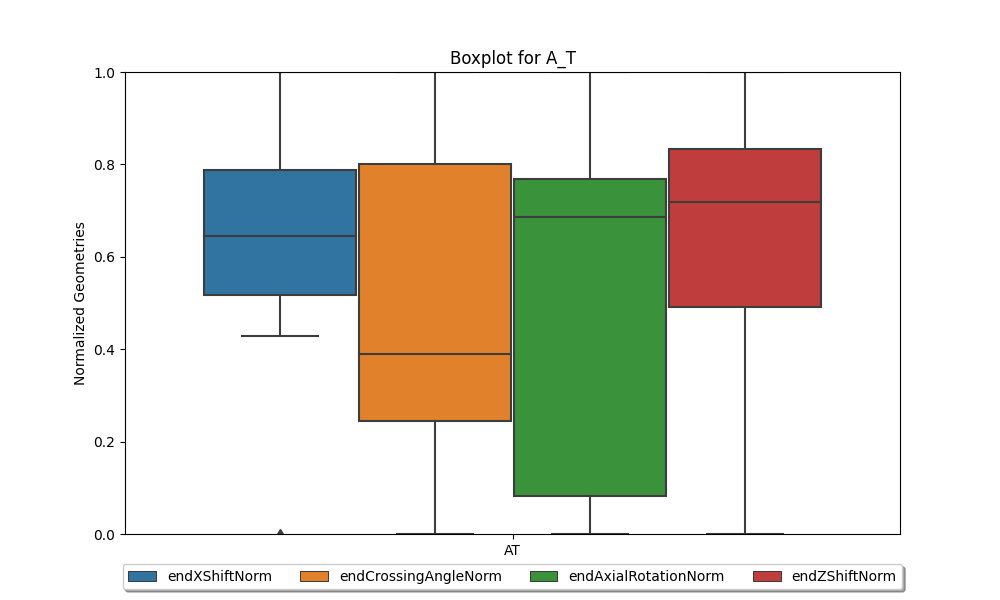 Boxplot for A_T
1.0
0.8
0.6
0.4
0.2
0.0
Normalized Geometries
AT
endXShiftNorm endCrossingAngleNorm endAxialRotationNorm endZShiftNorm